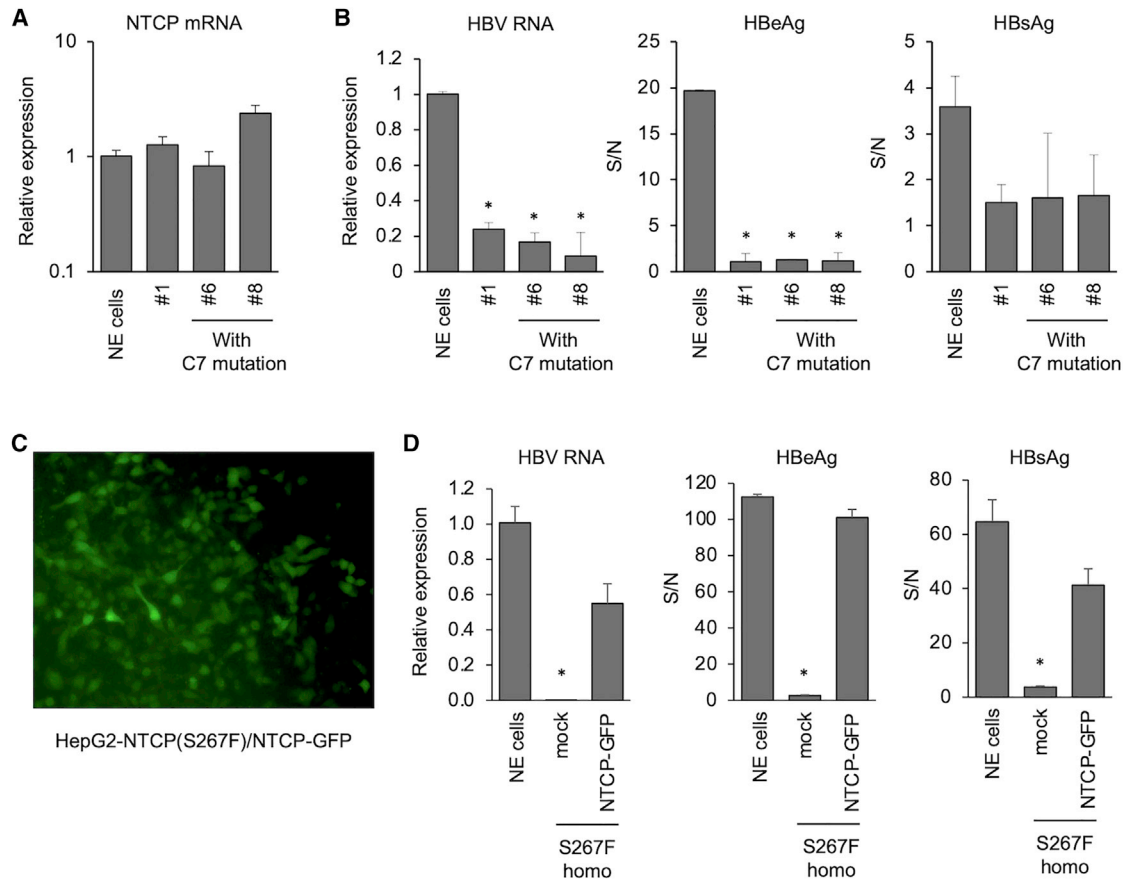 A
NTCP mRNA
Relative expression
10
1
0.1
NE cells
#1
#6
#8
With
C7 mutation
B
HBV RNA
Relative expression
1.2
1
0.8
0.6
0.4
0.2
0
*
*
*
NE cells
#1
#6
#8
With
C7 mutation
HBeAg
S/N
25
20
15
10
5
0
*
*
*
NE cells
#1
#6
#8
With
C7 mutation
HBsAg
S/N
5
4
3
2
1
0
NE cells
#1
#6
#8
With
C7 mutation
C
HepG2-NTCP(S267F)/NTCP-GFP
D
HBV RNA
Relative expression
1.2
1.0
0.8
0.6
0.4
0.2
0.0
*
NE cells
mock
NTCP-GFP
S267F
homo
HBeAg
S/N
120
100
80
60
40
20
0
*
NE cells
mock
NTCP-GFP
S267F
homo
HBsAg
S/N
80
60
40
20
0
*
NE cells
mock
NTCP-GFP
S267F
homo